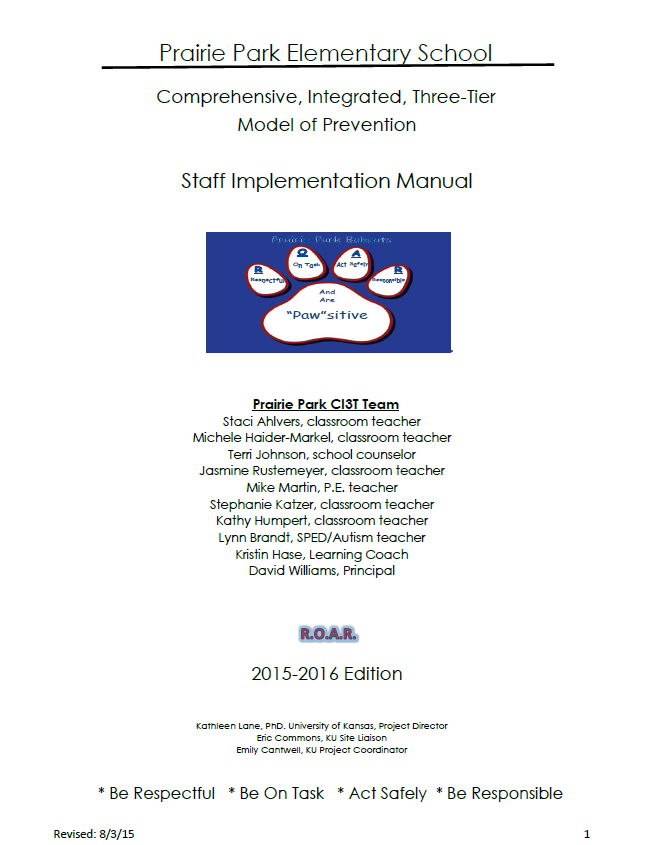 Prairie Park Elementary School
Comprehensive, Integrated, Three-Tier
Model of Prevention
Staff Implementation Manual
Prairie Park Bobcats
R
Respectful
O
On Task
A
Act Safely
R
Responsible
And
Are
"Paw"sitive
Prairie Park CI3T Team
Staci Ahlvers, classroom teacher
Michele Haider-Markel, classroom teacher
Terri Johnson, school counselor
Jasmine Rustemeyer, classroom teacher
Mike Martin, P.E. teacher
Stephanie Katzer, classroom teacher
Kathy Humpert, classroom teacher
Lynn Brandt, SPED/Autism teacher
Kristin Hase, Learning Coach
David Williams, Principal
R.O.A.R.
2015-2016 Edition
Kathleen Lane, PhD. University of Kansas, Project Director
Eric Commons, KU Site Liaison
Emily Cantwell, KU Project Coordinator
* Be Respectful * Be On Task * Act Safely * Be Responsible
Revised: 8/3/15 1